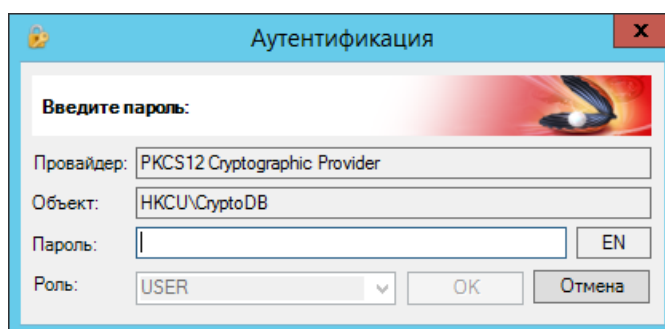 Аутентификация
x
Введите пароль:
Провайдер: PKCS12 Cryptographic Provider
Объект: HKCU\CryptoDB
Пароль: EN
Роль: USER OK Отмена